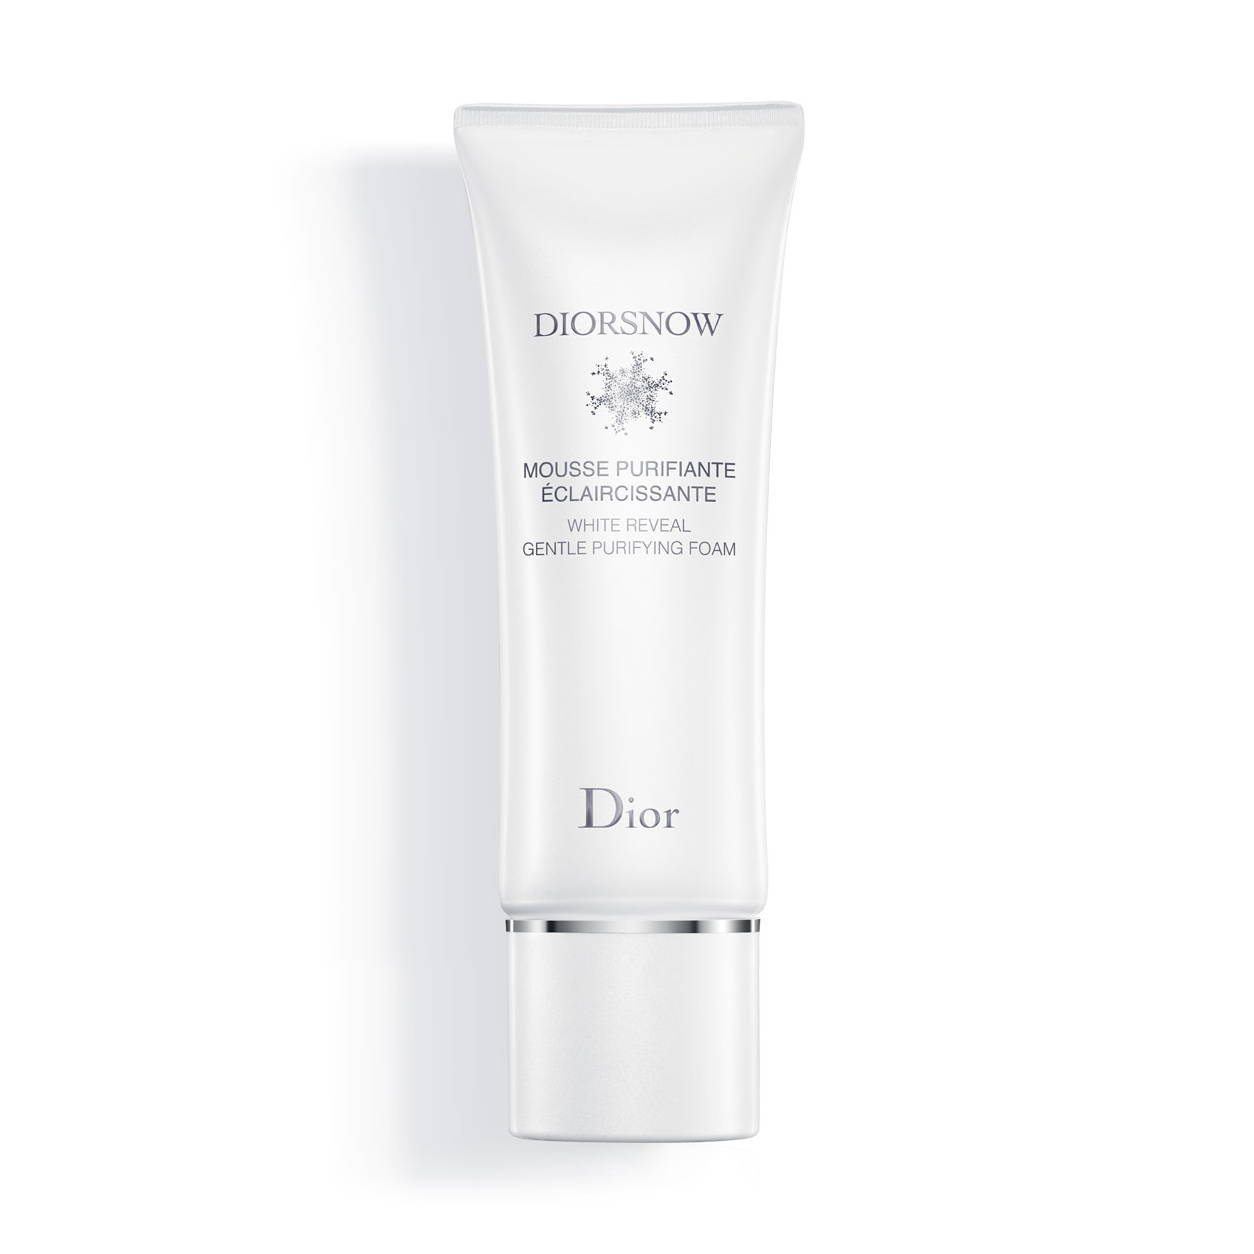 DIORSNOW
MOUSSE PURIFIANTE
ÉCLAIRCISSANTE
WHITE REVEAL
GENTLE PURIFYING FOAM
Dior